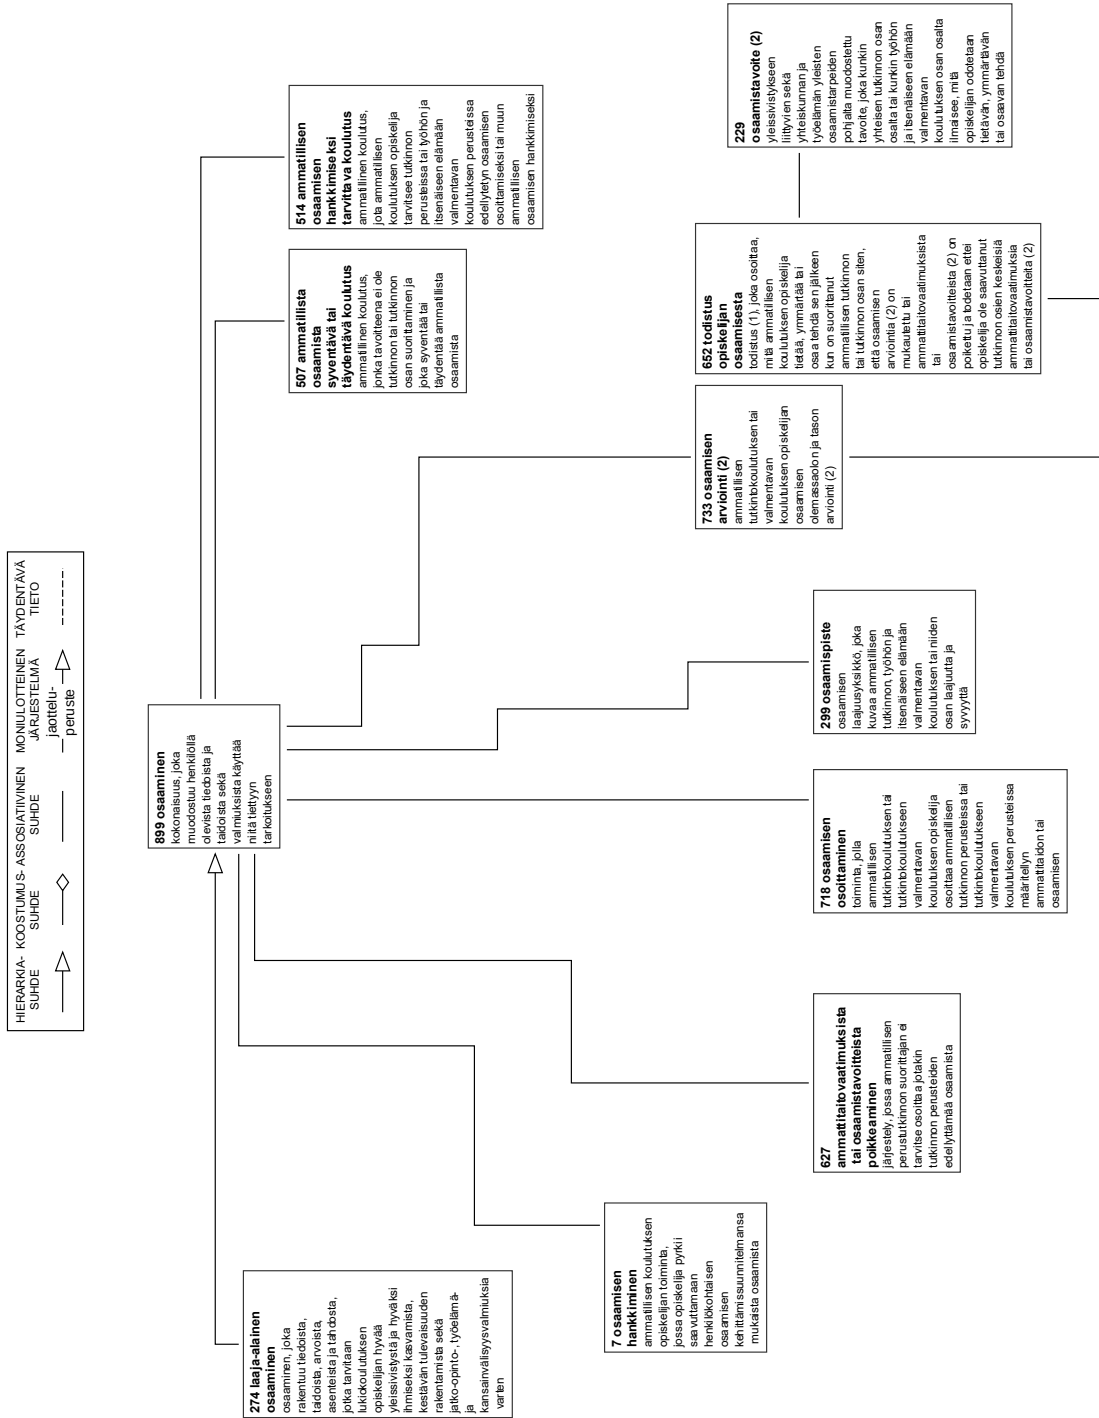 HIERARKIA- KOOSTUMUS- ASSOSIATIIVINEN MONIULOTTEINEN TÄYDENTÄVÄ
SUHDE SUHDE SUHDE JÄRJESTELMÄ TIETO
jaottelu-
peruste
899 osaaminen
kokonaisuus, joka
muodostuu henkilöllä
olevista tiedoista ja
taidoista sekä
valmiuksista käyttää
niitä tiettyyn
tarkoitukseen
274 laaja-alainen
osaaminen
osaaminen, joka
rakentuu tiedoista,
taidoista, arvoista,
asenteista ja tahdosta,
jotka tarvitaan
lukiokoulutuksen
opiskelijan hyvää
yleissivistystä ja hyväksi
ihmiseksi kasvamista,
kestävän tulevaisuuden
rakentamista sekä
jatko-opinto-, työelämä-
ja
kansainvälisyysvalmiuksia
varten
7 osaamisen
hankkiminen
ammatillisen koulutuksen
opiskelijan toiminta,
jossa opiskelija pyrkii
saavuttamaan
henkilökohtaisen
osaamisen
kehittämissuunnitelmansa
mukaista osaamista
627
ammattitaitovaatimuksista
tai osaamistavoitteista
poikkeaminen
järjestely, jossa ammatillisen
perustutkinnon suorittajan ei
tarvitse osoittaa jotakin
tutkinnon perusteiden
edellyttämää osaamista
718 osaamisen
osoittaminen
toiminta, jolla
ammatillisen
tutkintokoulutuksen tai
tutkintokoulutukseen
valmentavan
koulutuksen opiskelija
osoittaa ammatillisen
tutkinnon perusteissa tai
tutkintokoulutukseen
valmentavan
koulutuksen perusteissa
määritellyn
ammattitaidon tai
osaamisen
299 osaamispiste
osaamisen
laajuusyksikkö, joka
kuvaa ammatillisen
tutkinnon, työhön ja
itsenäiseen elämään
valmentavan
koulutuksen tai niiden
osan laajuutta ja
syvyyttä
733 osaamisen
arviointi (2)
ammatillisen
tutkintokoulutuksen tai
valmentavan
koulutuksen opiskelijan
osaamisen
olemassaolon ja tason
arviointi (2)
507 ammatillista
osaamista
syventävä tai
täydentävä koulutus
ammatillinen koulutus,
jonka tavoitteena ei ole
tutkinnon tai tutkinnon
osan suorittaminen ja
joka syventää tai
täydentää ammatillista
osaamista
514 ammatillisen
osaamisen
hankkimiseksi
tarvittava koulutus
ammatillinen koulutus,
jota ammatillisen
koulutuksen opiskelija
tarvitsee tutkinnon
perusteissa tai työhön ja
itsenäiseen elämään
valmentavan
koulutuksen perusteissa
edellytetyn osaamisen
osoittamiseksi tai muun
ammatillisen
osaamisen hankkimiseksi
652 todistus
opiskelijan
osaamisesta
todistus (1), joka osoittaa,
mitä ammatillisen
koulutuksen opiskelija
tietää, ymmärtää tai
osaa tehdä sen jälkeen
kun on suorittanut
ammatillisen tutkinnon
tai tutkinnon osan siten,
että osaamisen
arviointia (2) on
mukautettu tai
ammattitaitovaatimuksista
tai
osaamistavoitteista (2) on
poikettu ja todetaan ettei
opiskelija ole saavuttanut
tutkinnon osien keskeisiä
ammattitaitovaatimuksia
tai osaamistavoitteita (2)
229
osaamistavoite (2)
yleissivistykseen
liittyvien sekä
yhteiskunnan ja
työelämän yleisten
osaamistarpeiden
pohjalta muodostettu
tavoite, joka kunkin
yhteisen tutkinnon osan
osalta tai kunkin työhön
ja itsenäiseen elämään
valmentavan
koulutuksen osan osalta
ilmaisee, mitä
opiskelijan odotetaan
tietävän, ymmärtävän
tai osaavan tehdä